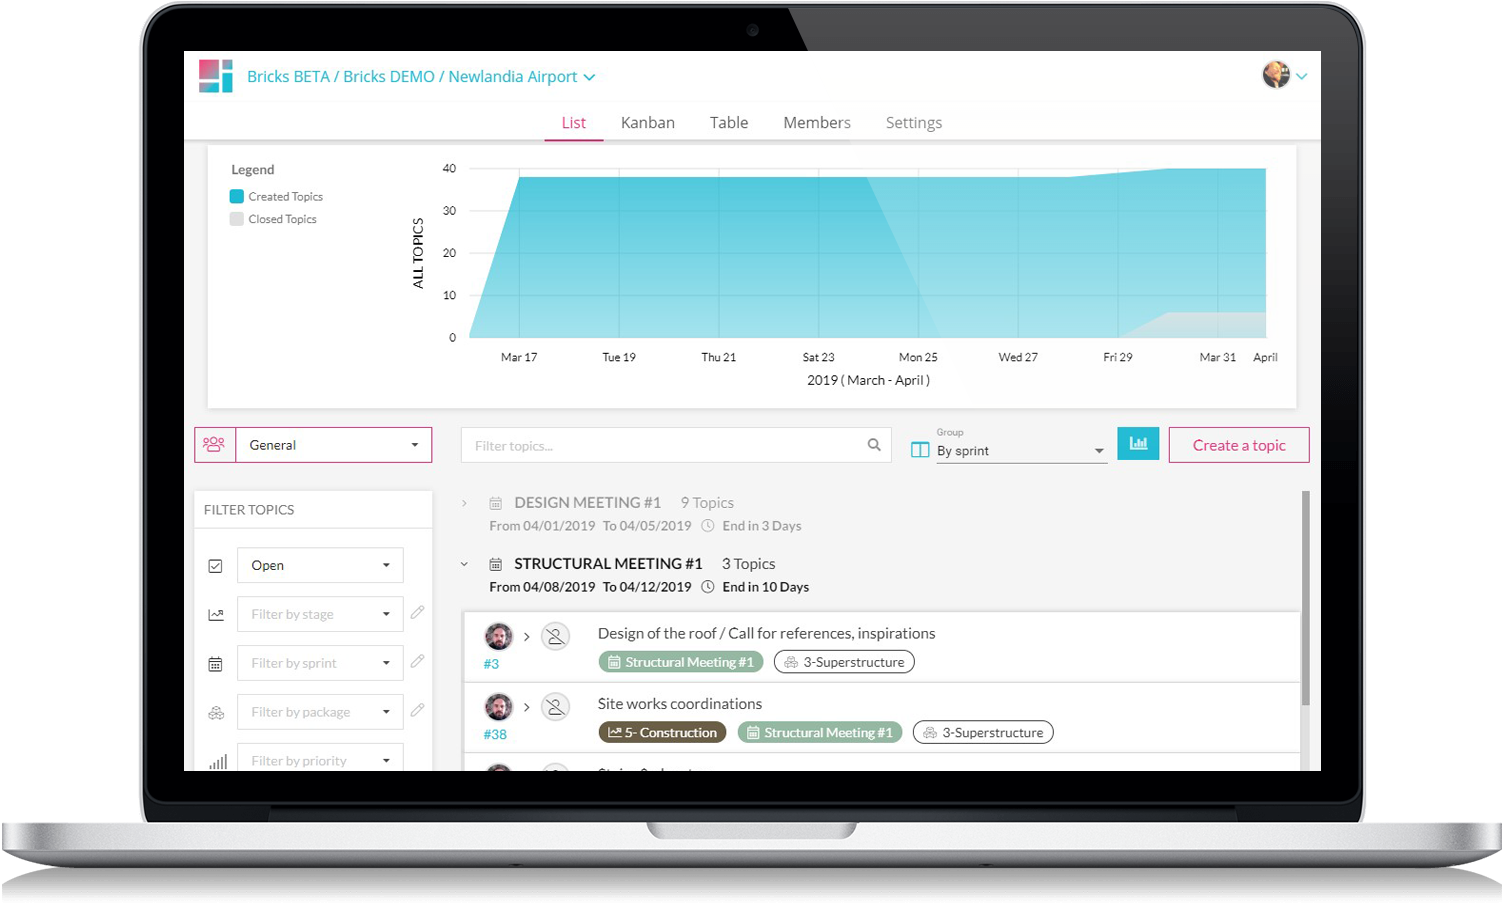 Bricks BETA / Bricks DEMO / Newlandia Airport
List Kanban Table Members Settings
Legend
Created Topics
Closed Topics
ALL TOPICS
40
30
20
10
0
Mar 17 Tue 19 Thu 21 Sat 23 Mon 25 Wed 27 Fri 29 Mar 31 April
2019 ( March - April )
General
Filter topics...
Group
By sprint
Create a topic
FILTER TOPICS
Open
Filter by stage
Filter by sprint
Filter by package
Filter by priority
DESIGN MEETING #1 9 Topics
From 04/01/2019 To 04/05/2019 End in 3 Days
STRUCTURAL MEETING #1 3 Topics
From 04/08/2019 To 04/12/2019 End in 10 Days
Design of the roof / Call for references, inspirations
#3
Structural Meeting #1 3-Superstructure
Site works coordinations
#38
5- Construction Structural Meeting #1 3-Superstructure